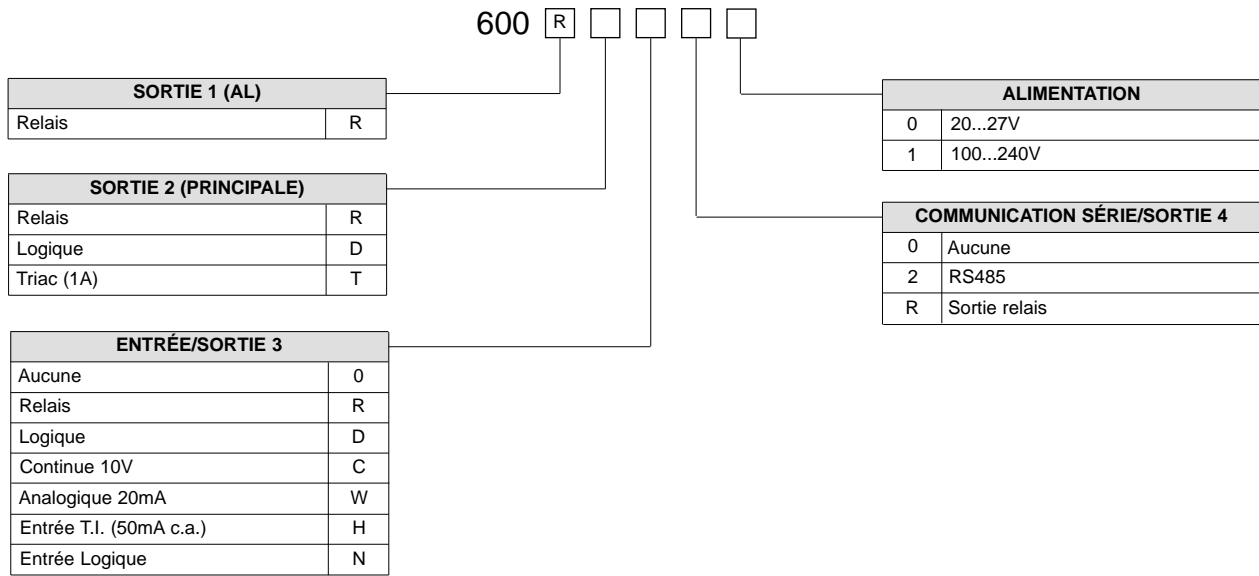 600 R
SORTIE 1 (AL)
Relais R
SORTIE 2 (PRINCIPALE)
Relais R
Logique D
Triac (1A) T
ENTRÉE/SORTIE 3
Aucune 0
Relais R
Logique D
Continue 10V C
Analogique 20mA W
Entrée T.I. (50mA c.a.) H
Entrée Logique N
ALIMENTATION
0 20...27V
1 100...240V
COMMUNICATION SÉRIE/SORTIE 4
0 Aucune
2 RS485
R Sortie relais